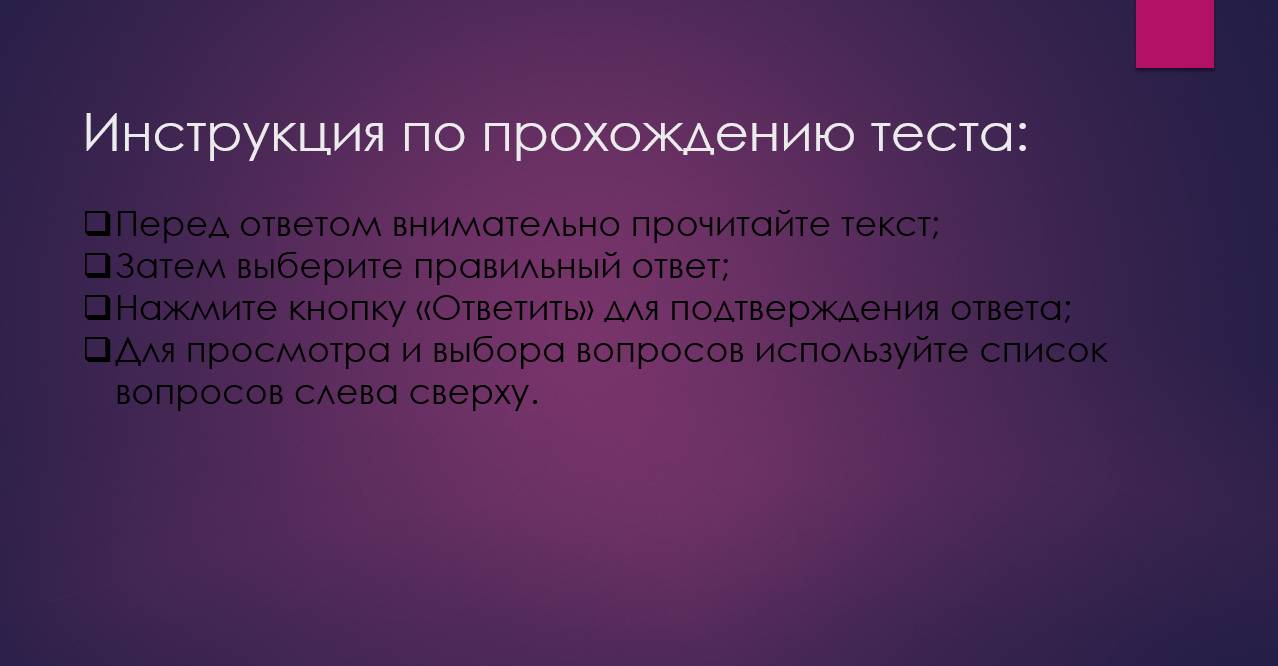 Инструкция по прохождению теста:
❑Перед ответом внимательно прочитайте текст;
❑Затем выберите правильный ответ;
❑Нажмите кнопку «Ответить» для подтверждения ответа;
❑Для просмотра и выбора вопросов используйте список
вопросов слева сверху.